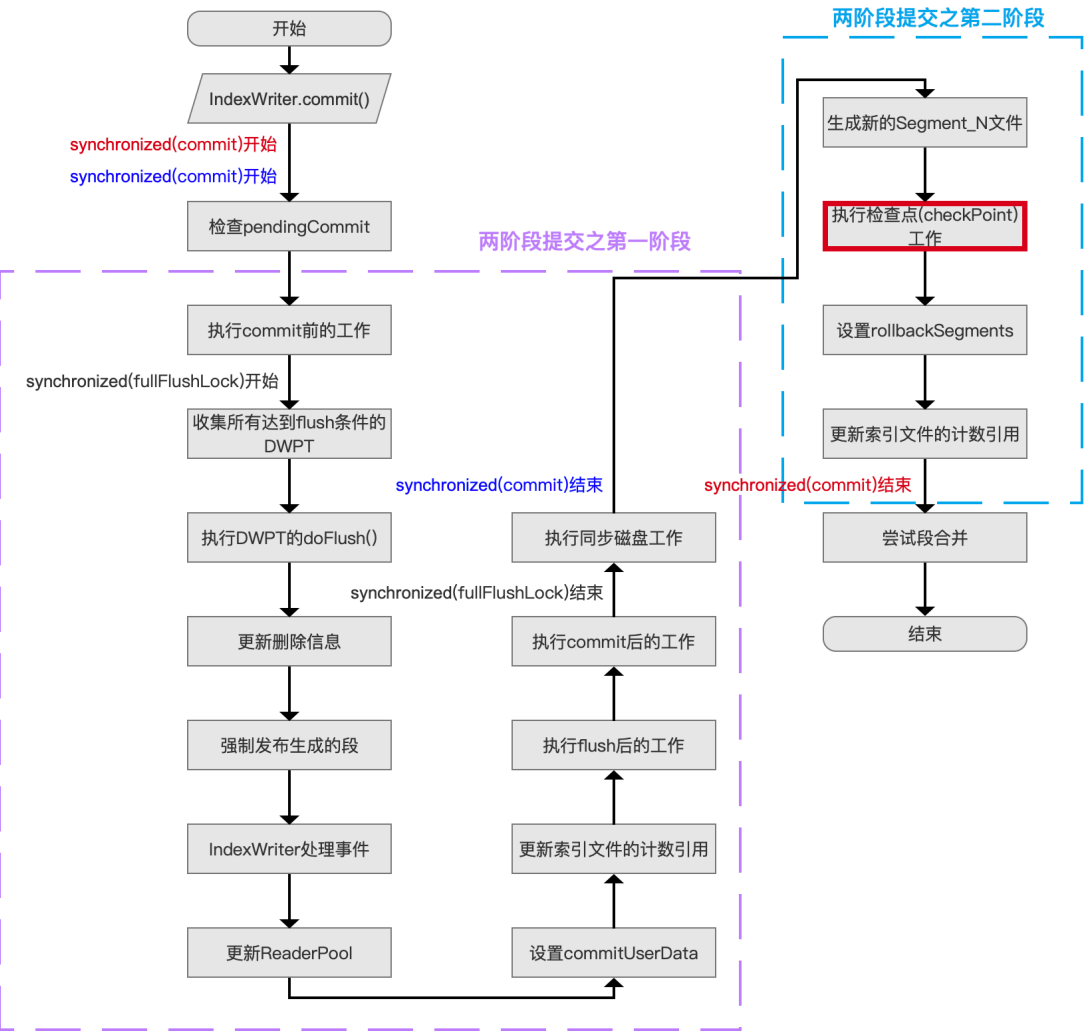 开始
IndexWriter.commit()
synchronized(commit)开始
synchronized(commit)开始
检查pendingCommit
两阶段提交之第一阶段
执行commit前的工作
synchronized(fullFlushLock)开始
收集所有达到flush条件的
DWPT
执行DWPT的doFlush()
更新删除信息
强制发布生成的段
IndexWriter处理事件
更新ReaderPool
设置commitUserData
更新索引文件的计数引用
执行flush后的工作
执行commit后的工作
synchronized(fullFlushLock)结束
执行同步磁盘工作
synchronized(commit)结束
两阶段提交之第二阶段
生成新的Segment_N文件
执行检查点(checkPoint)
工作
设置rollbackSegments
更新索引文件的计数引用
synchronized(commit)结束
尝试段合并
结束